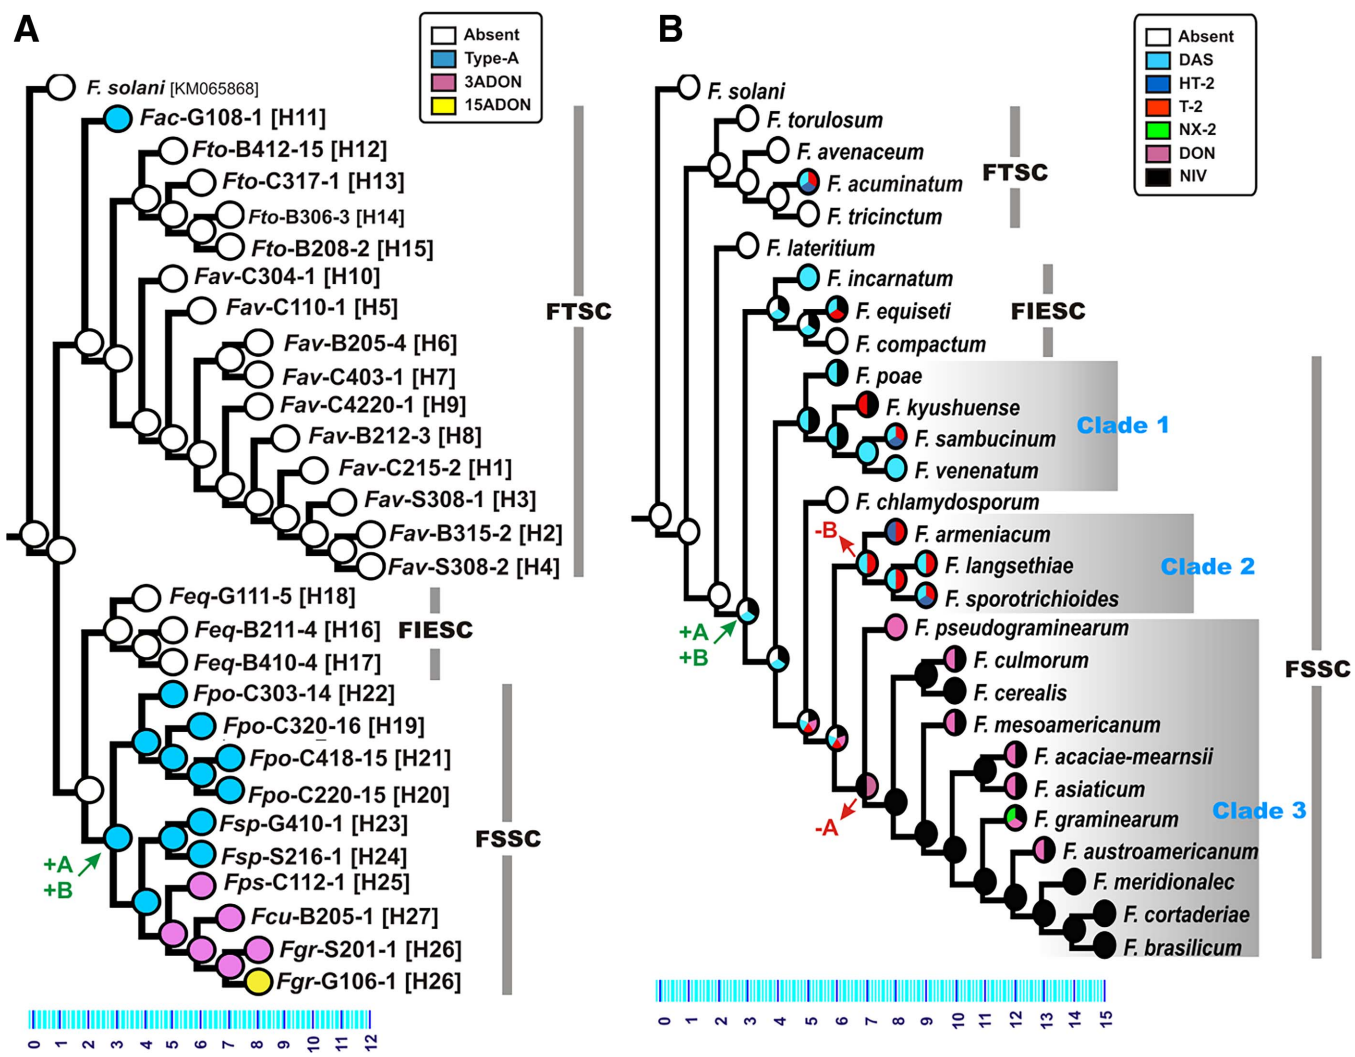 A
Absent
Type-A
3ADON
15ADON
F. solani [KM065868]
Fac-G108-1 [H11]
Fto-B412-15 [H12]
Fto-C317-1 [H13]
Fto-B306-3 [H14]
Fto-B208-2 [H15]
Fav-C304-1 [H10]
Fav-C110-1 [H5]
FTSC
Fav-B205-4 [H6]
Fav-C403-1 [H7]
Fav-C4220-1 [H9]
Fav-B212-3 [H8]
Fav-C215-2 [H1]
Fav-S308-1 [H3]
Fav-B315-2 [H2]
Fav-S308-2 [H4]
Feq-G111-5 [H18]
Feq-B211-4 [H16]
FIESC
Feq-B410-4 [H17]
Fpo-C303-14 [H22]
Fpo-C320-16 [H19]
Fpo-C418-15 [H21]
Fpo-C220-15 [H20]
Fsp-G410-1 [H23]
FSSC
Fsp-S216-1 [H24]
+A
+B
Fps-C112-1 [H25]
Fcu-B205-1 [H27]
Fgr-S201-1 [H26]
Fgr-G106-1 [H26]
0 1 2 3 4 5 6 7 8 9 10 11 12
B
Absent
DAS
HT-2
T-2
NX-2
DON
NIV
F. solani
F. torulosum
F. avenaceum
FTSC
F. acuminatum
F. tricinctum
F. lateritium
F. incarnatum
F. equiseti
FIESC
F. compactum
F. poae
F. kyushuense
Clade 1
F. sambucinum
F. venenatum
F. chlamydosporum
-B
F. armeniacum
F. langsethiae
Clade 2
F. sporotrichioides
+A
+B
F. pseudograminearum
F. culmorum
FSSC
F. cerealis
F. mesoamericanum
F. acaciae-mearnsii
F. asiaticum
Clade 3
-A
F. graminearum
F. austroamericanum
F. meridionalec
F. cortaderiae
F. brasilicum
0 1 2 3 4 5 6 7 8 9 10 11 12 13 14 15